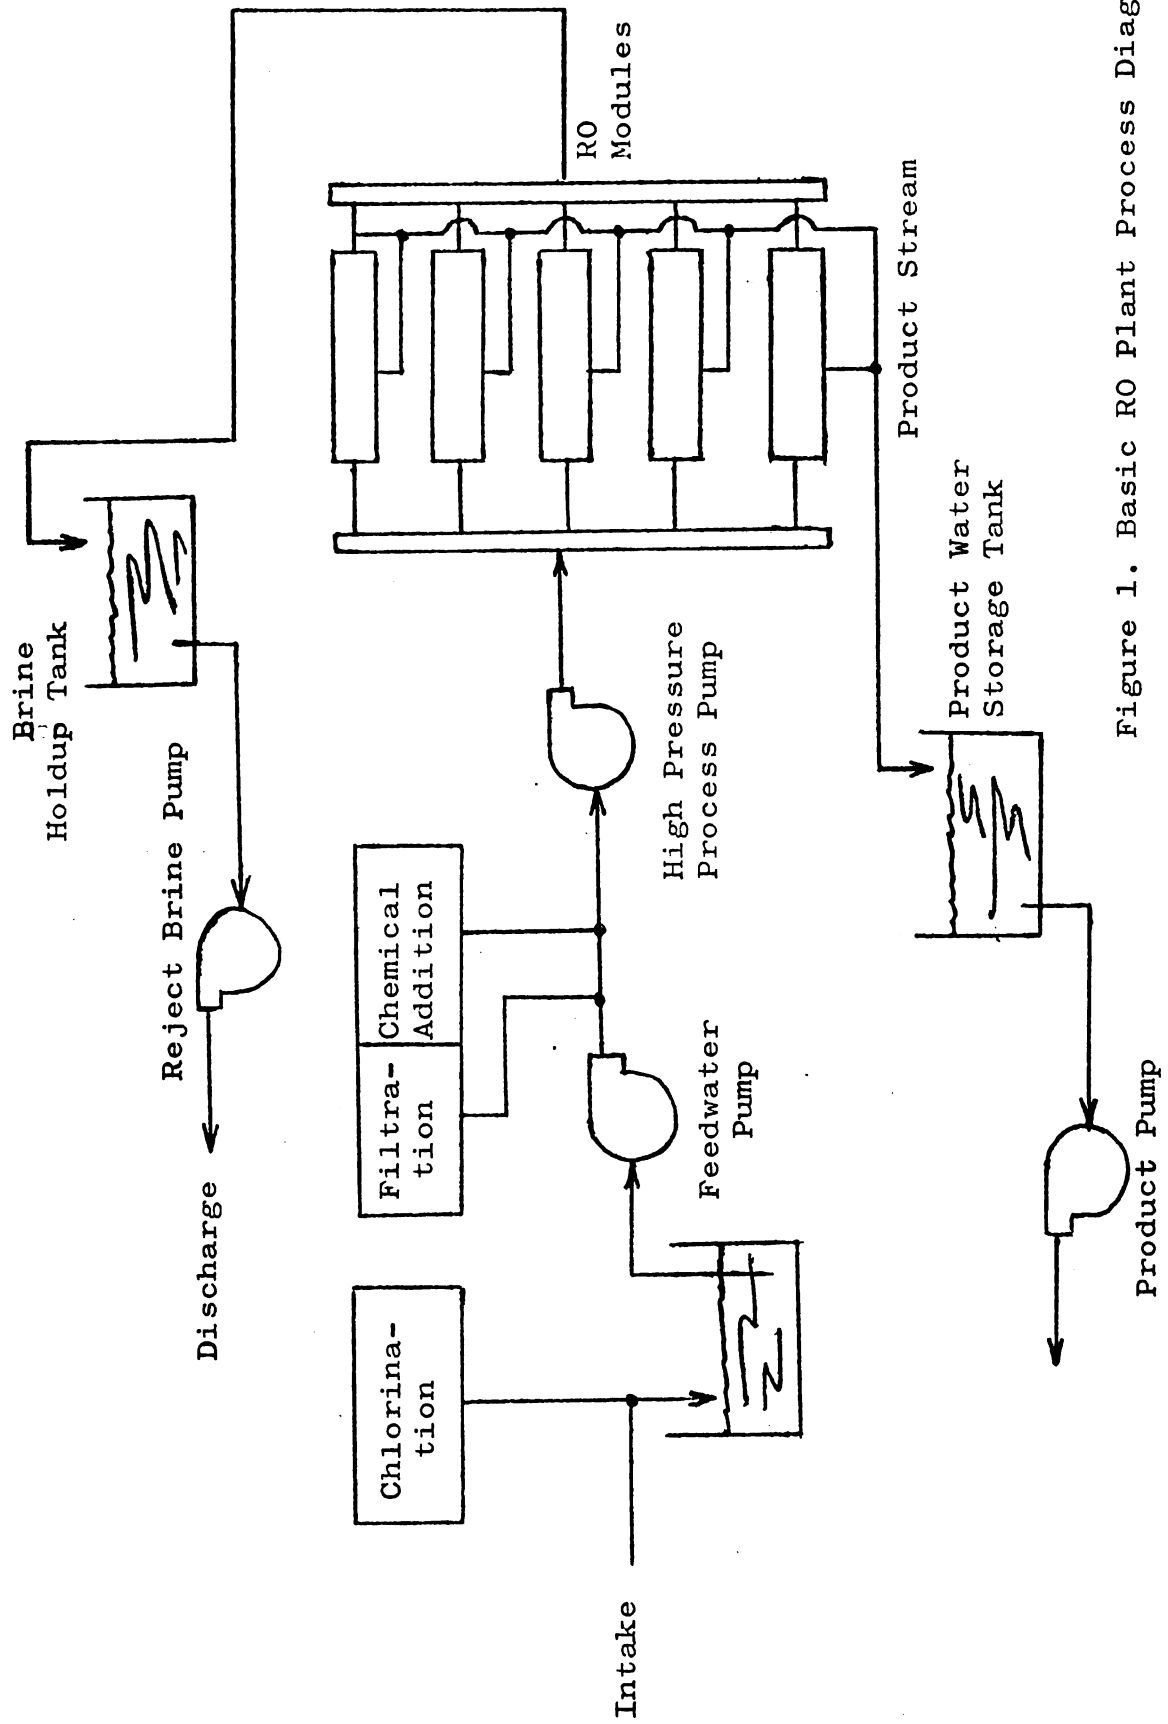 Brine
Holdup Tank
Reject Brine Pump
Discharge
RO
Modules
Chemical
Addition
Filtra-
tion
Chlorina-
tion
High Pressure
Process Pump
Feedwater
Pump
Intake
Product Stream
Product Water
Storage Tank
Product Pump
Figure 1. Basic RO Plant Process Diag